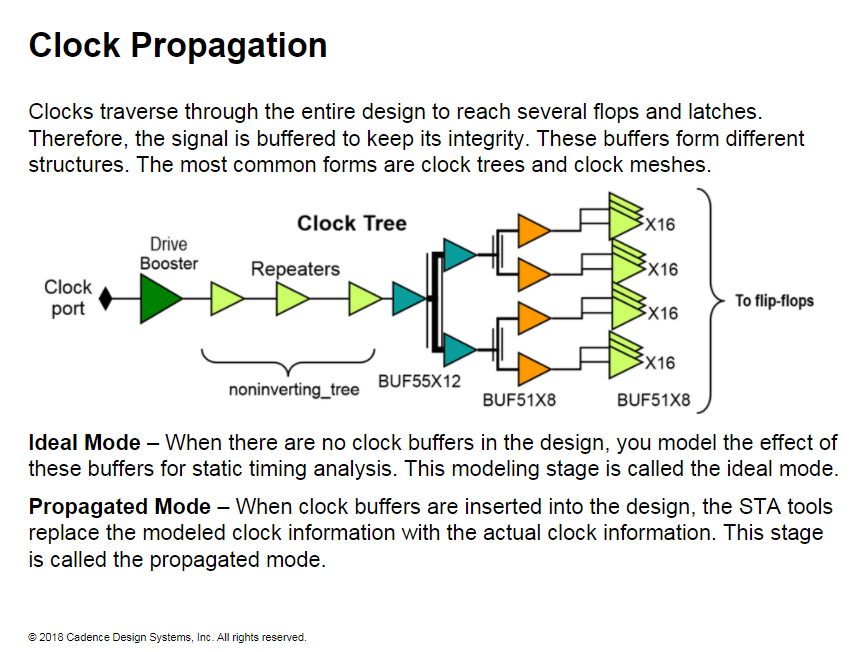 Clock Propagation
Clocks traverse through the entire design to reach several flops and latches.
Therefore, the signal is buffered to keep its integrity. These buffers form different
structures. The most common forms are clock trees and clock meshes.
Clock Tree
Drive
Booster
Repeaters
Clock
port
X16
X16
X16
X16
To flip-flops
noninverting_tree
BUF55X12
BUF51X8
BUF51X8
Ideal Mode – When there are no clock buffers in the design, you model the effect of
these buffers for static timing analysis. This modeling stage is called the ideal mode.
Propagated Mode – When clock buffers are inserted into the design, the STA tools
replace the modeled clock information with the actual clock information. This stage
is called the propagated mode.
© 2018 Cadence Design Systems, Inc. All rights reserved.